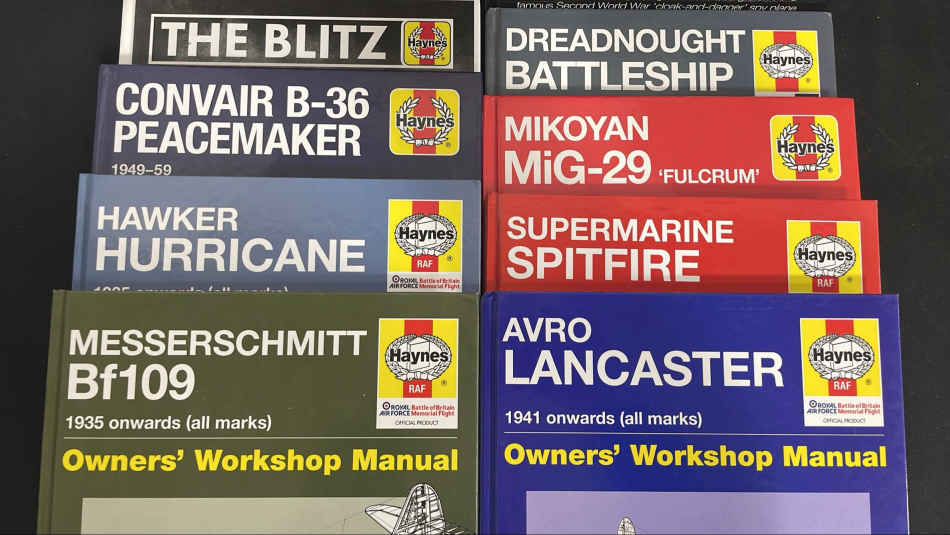 THE BLITZ
Haynes
CONVAIR B-36
PEACEMAKER
1949–59
Haynes
HAWKER
HURRICANE
1935 onwards (all marks)
Haynes
RAF
ROYAL AIR FORCE Battle of Britain Memorial Flight
MESSERSCHMITT
Bf109
1935 onwards (all marks)
Owners' Workshop Manual
Haynes
RAF
ROYAL AIR FORCE Battle of Britain Memorial Flight
OFFICIAL PRODUCT
famous Second World War 'cloak-and-dagger' spy plane
DREADNOUGHT
BATTLESHIP
Haynes
MIKOYAN
MiG-29 'FULCRUM'
Haynes
SUPERMARINE
SPITFIRE
Haynes
RAF
AVRO
LANCASTER
1941 onwards (all marks)
Owners' Workshop Manual
Haynes
RAF
ROYAL AIR FORCE Battle of Britain Memorial Flight
OFFICIAL PRODUCT